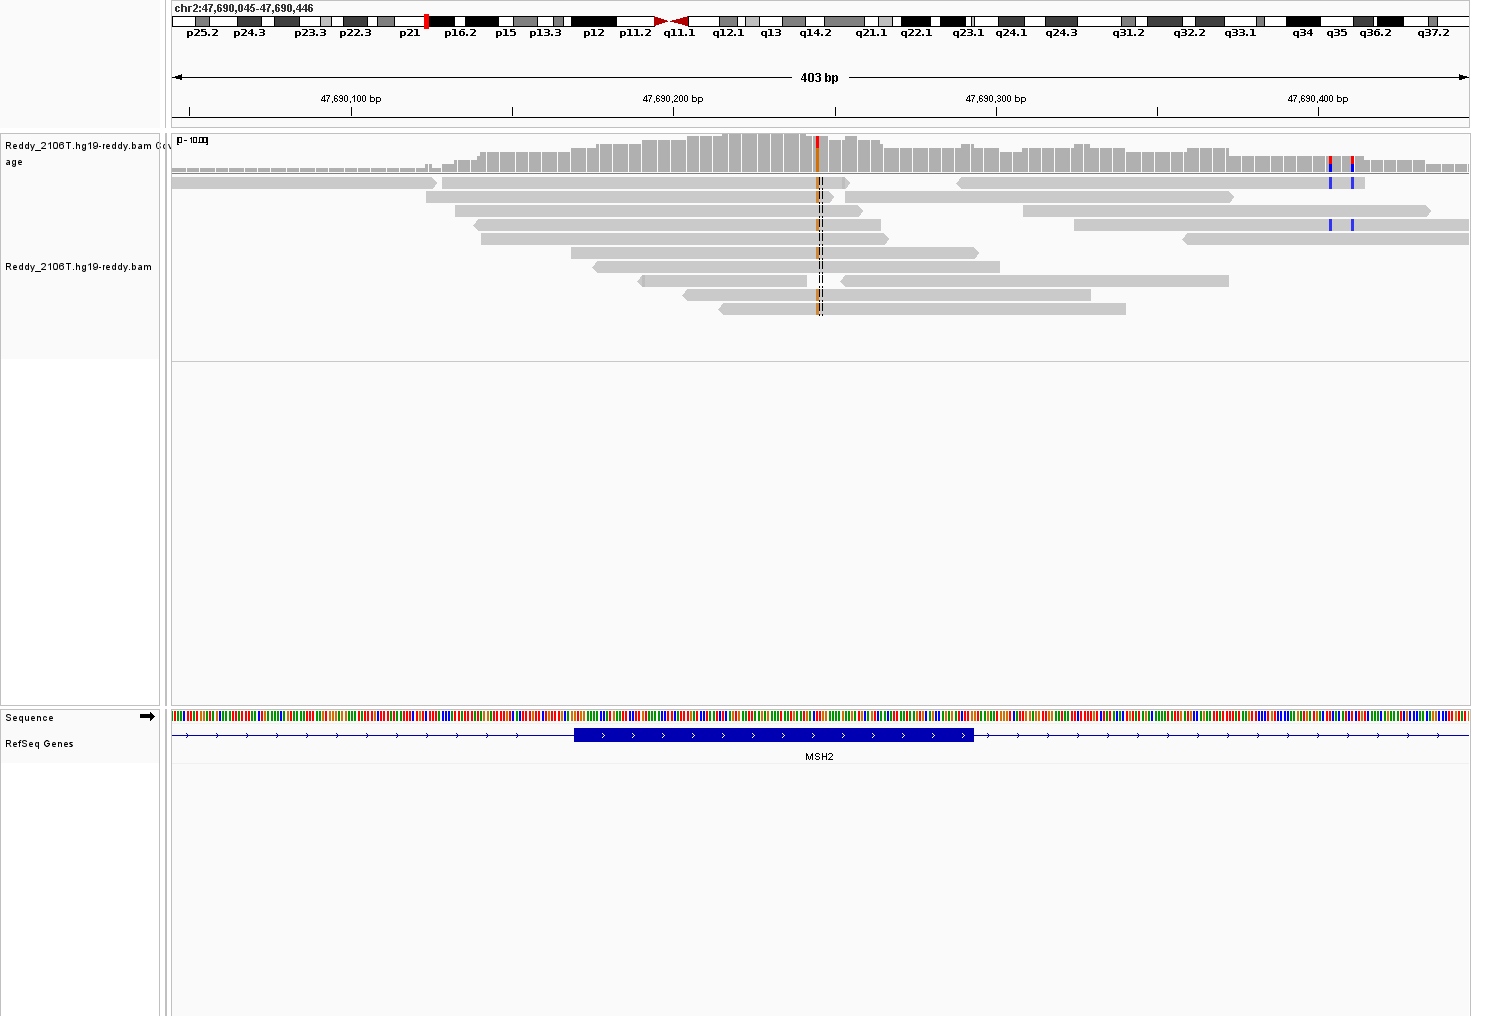 chr2:47,690,045-47,690,446
p25.2 p24.3 p23.3 p22.3 p21 p16.2 p15 p13.3 p12 p11.2 q11.1 q12.1 q13 q14.2 q21.1 q22.1 q23.1 q24.1 q24.3 q31.2 q32.2 q33.1 q34 q35 q36.2 q37.2
403 bp
47,690,100 bp 47,690,200 bp 47,690,300 bp 47,690,400 bp
[0 - 10.00]
Reddy_2106T.hg19-reddy.bam Cov
age
Reddy_2106T.hg19-reddy.bam
Sequence
RefSeq Genes
MSH2